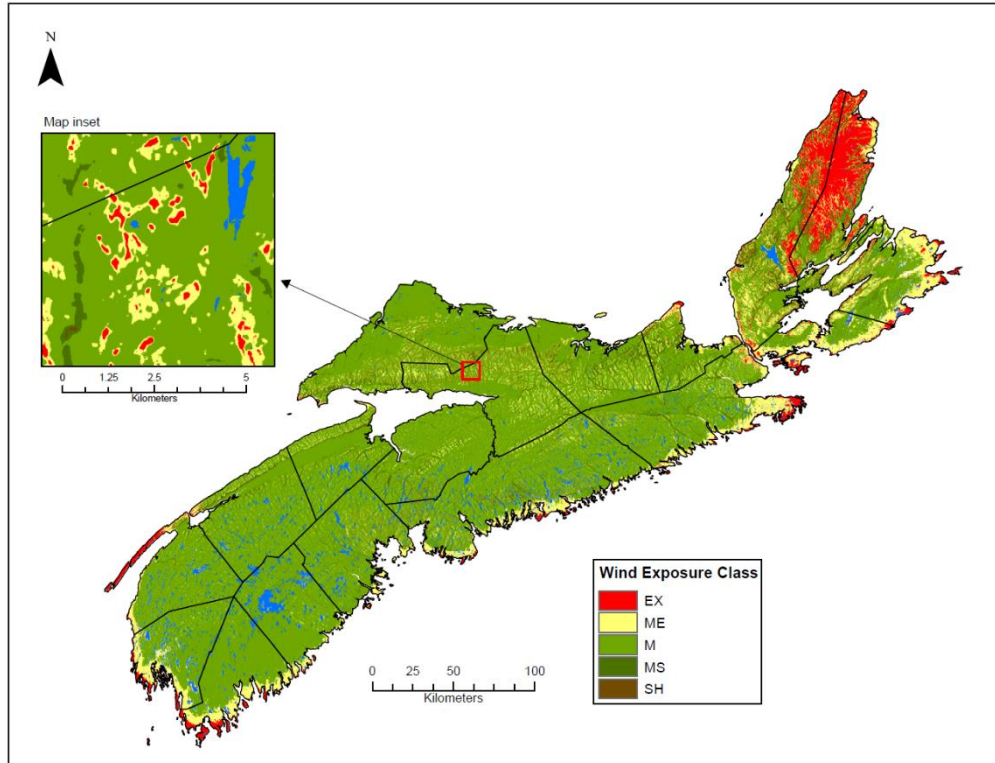 N
Map inset
0 1.25 2.5 5
Kilometers
Wind Exposure Class
EX
ME
M
MS
SH
0 50 100
Kilometers